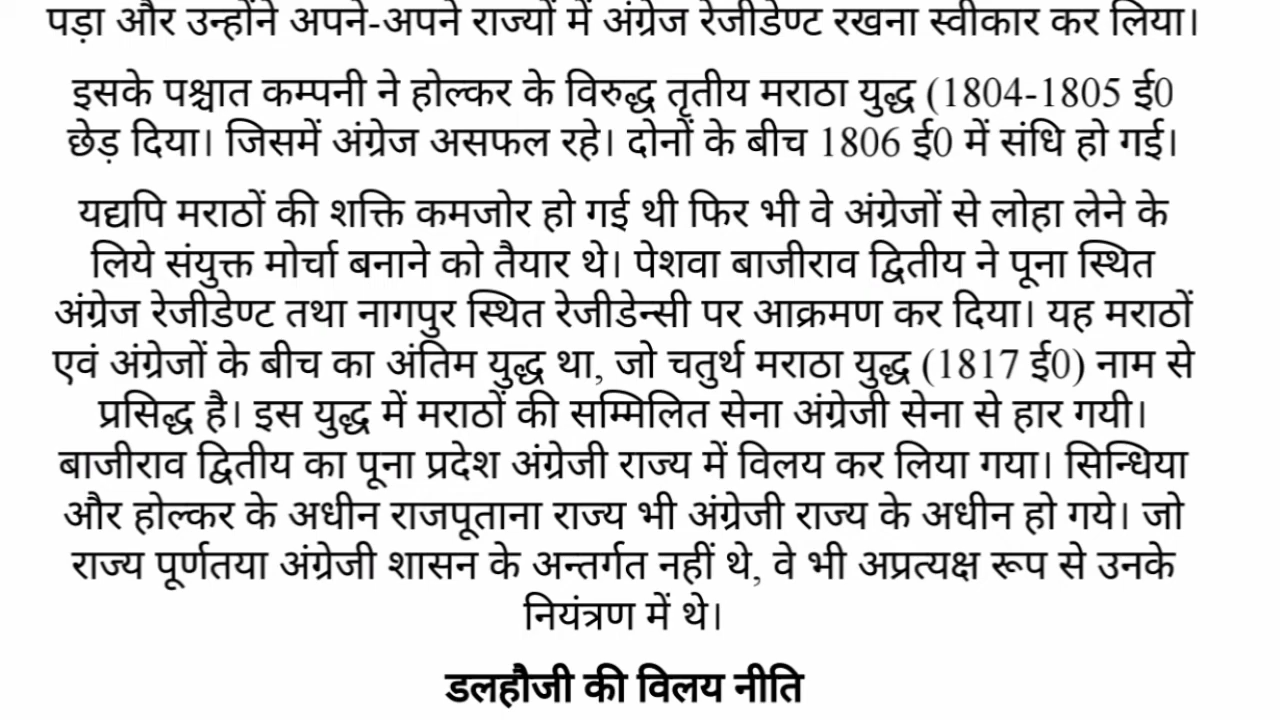 पड़ा और उन्होंने अपने-अपने राज्यों में अंग्रेज रेजीडेण्ट रखना स्वीकार कर लिया।
इसके पश्चात कम्पनी ने होल्कर के विरुद्ध तृतीय मराठा युद्ध (1804-1805 ई0
छेड़ दिया। जिसमें अंग्रेज असफल रहे। दोनों के बीच 1806 ई0 में संधि हो गई।
यद्यपि मराठों की शक्ति कमजोर हो गई थी फिर भी वे अंग्रेजों से लोहा लेने के
लिये संयुक्त मोर्चा बनाने को तैयार थे। पेशवा बाजीराव द्वितीय ने पूना स्थित
अंग्रेज रेजीडेण्ट तथा नागपुर स्थित रेजीडेन्सी पर आक्रमण कर दिया। यह मराठों
एवं अंग्रेजों के बीच का अंतिम युद्ध था, जो चतुर्थ मराठा युद्ध (1817 ई0) नाम से
प्रसिद्ध है। इस युद्ध में मराठों की सम्मिलित सेना अंग्रेजी सेना से हार गयी।
बाजीराव द्वितीय का पूना प्रदेश अंग्रेजी राज्य में विलय कर लिया गया। सिन्धिया
और होल्कर के अधीन राजपूताना राज्य भी अंग्रेजी राज्य के अधीन हो गये। जो
राज्य पूर्णतया अंग्रेजी शासन के अन्तर्गत नहीं थे, वे भी अप्रत्यक्ष रूप से उनके
नियंत्रण में थे।
डलहौजी की विलय नीति